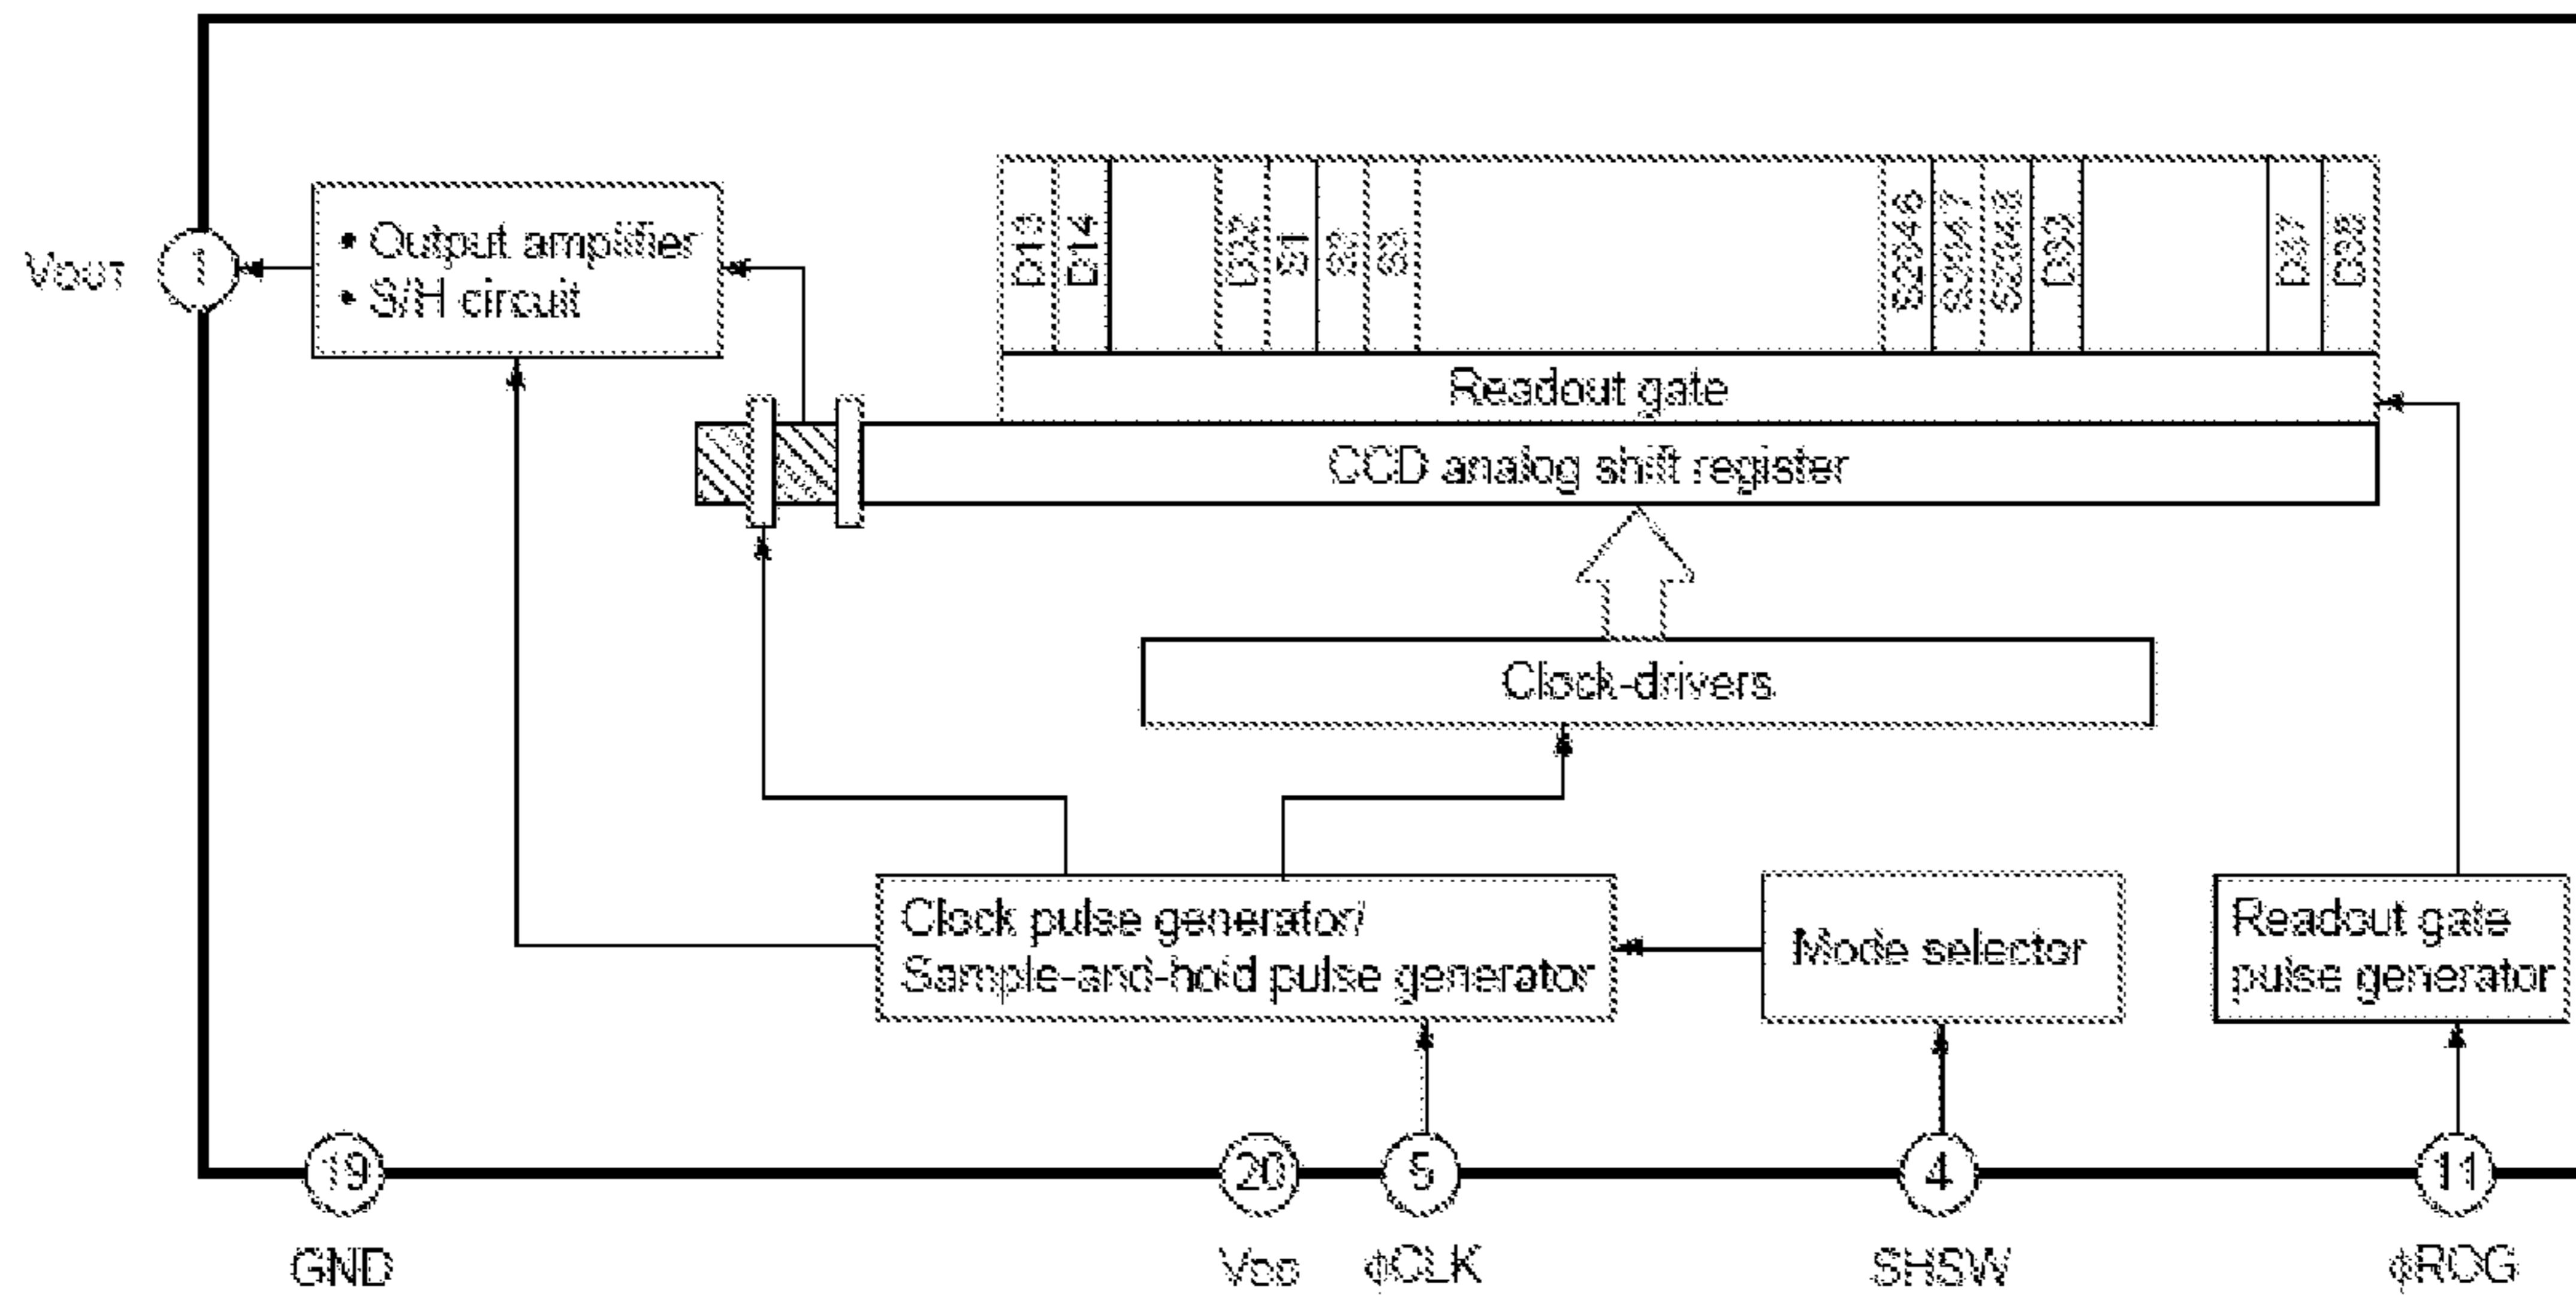 VOUT
1
• Output amplifier
• S/H circuit
D13
D14
D32
S1
S2
S3
S2046
S2047
S2048
D33
D37
D38
Readout gate
CCD analog shift register
Clock-drivers
Clock pulse generator/
Sample-and-hold pulse generator
Mode selector
Readout gate
pulse generator
19
20
5
4
11
GND
VDD
ϕCLK
SHSW
ϕROG